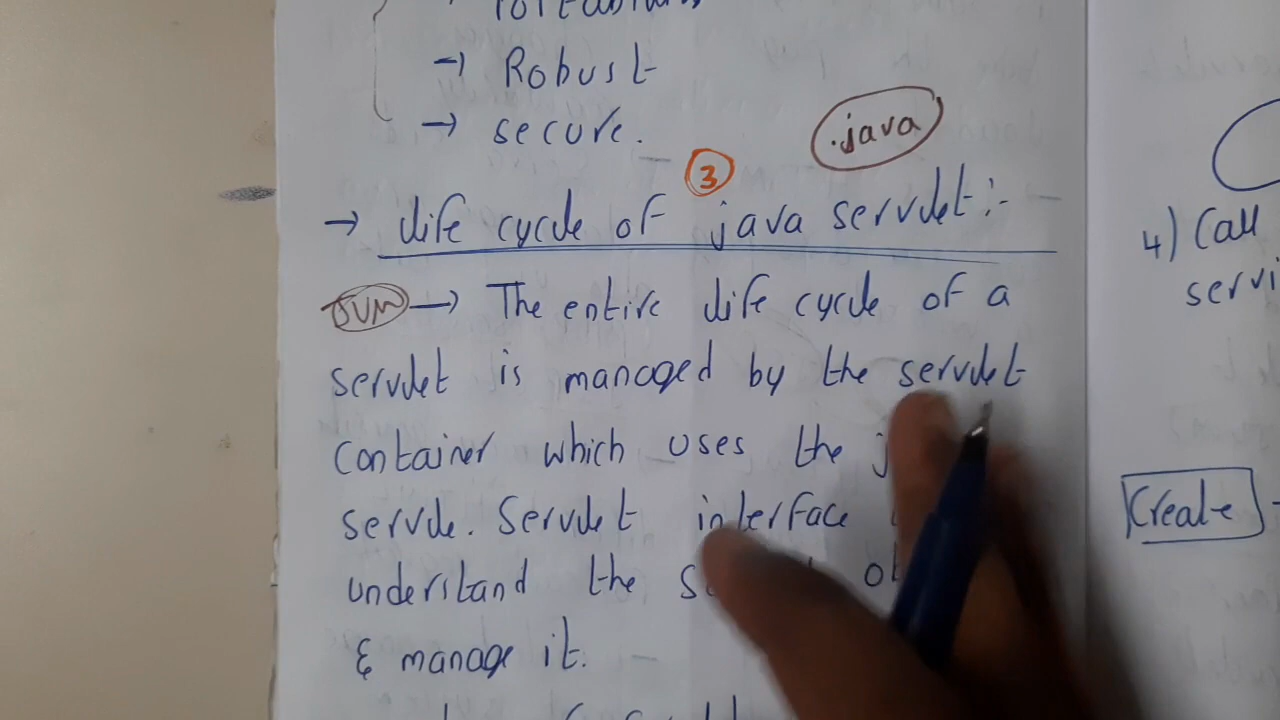 → Robust
→ secure.
.java
3
→ life cycle of java servlet :-
JVM → The entire life cycle of a
servlet is managed by the servlet
container which uses the j
servle. Servlet interface
understand the
& manage it.
4) Call
servi
Create